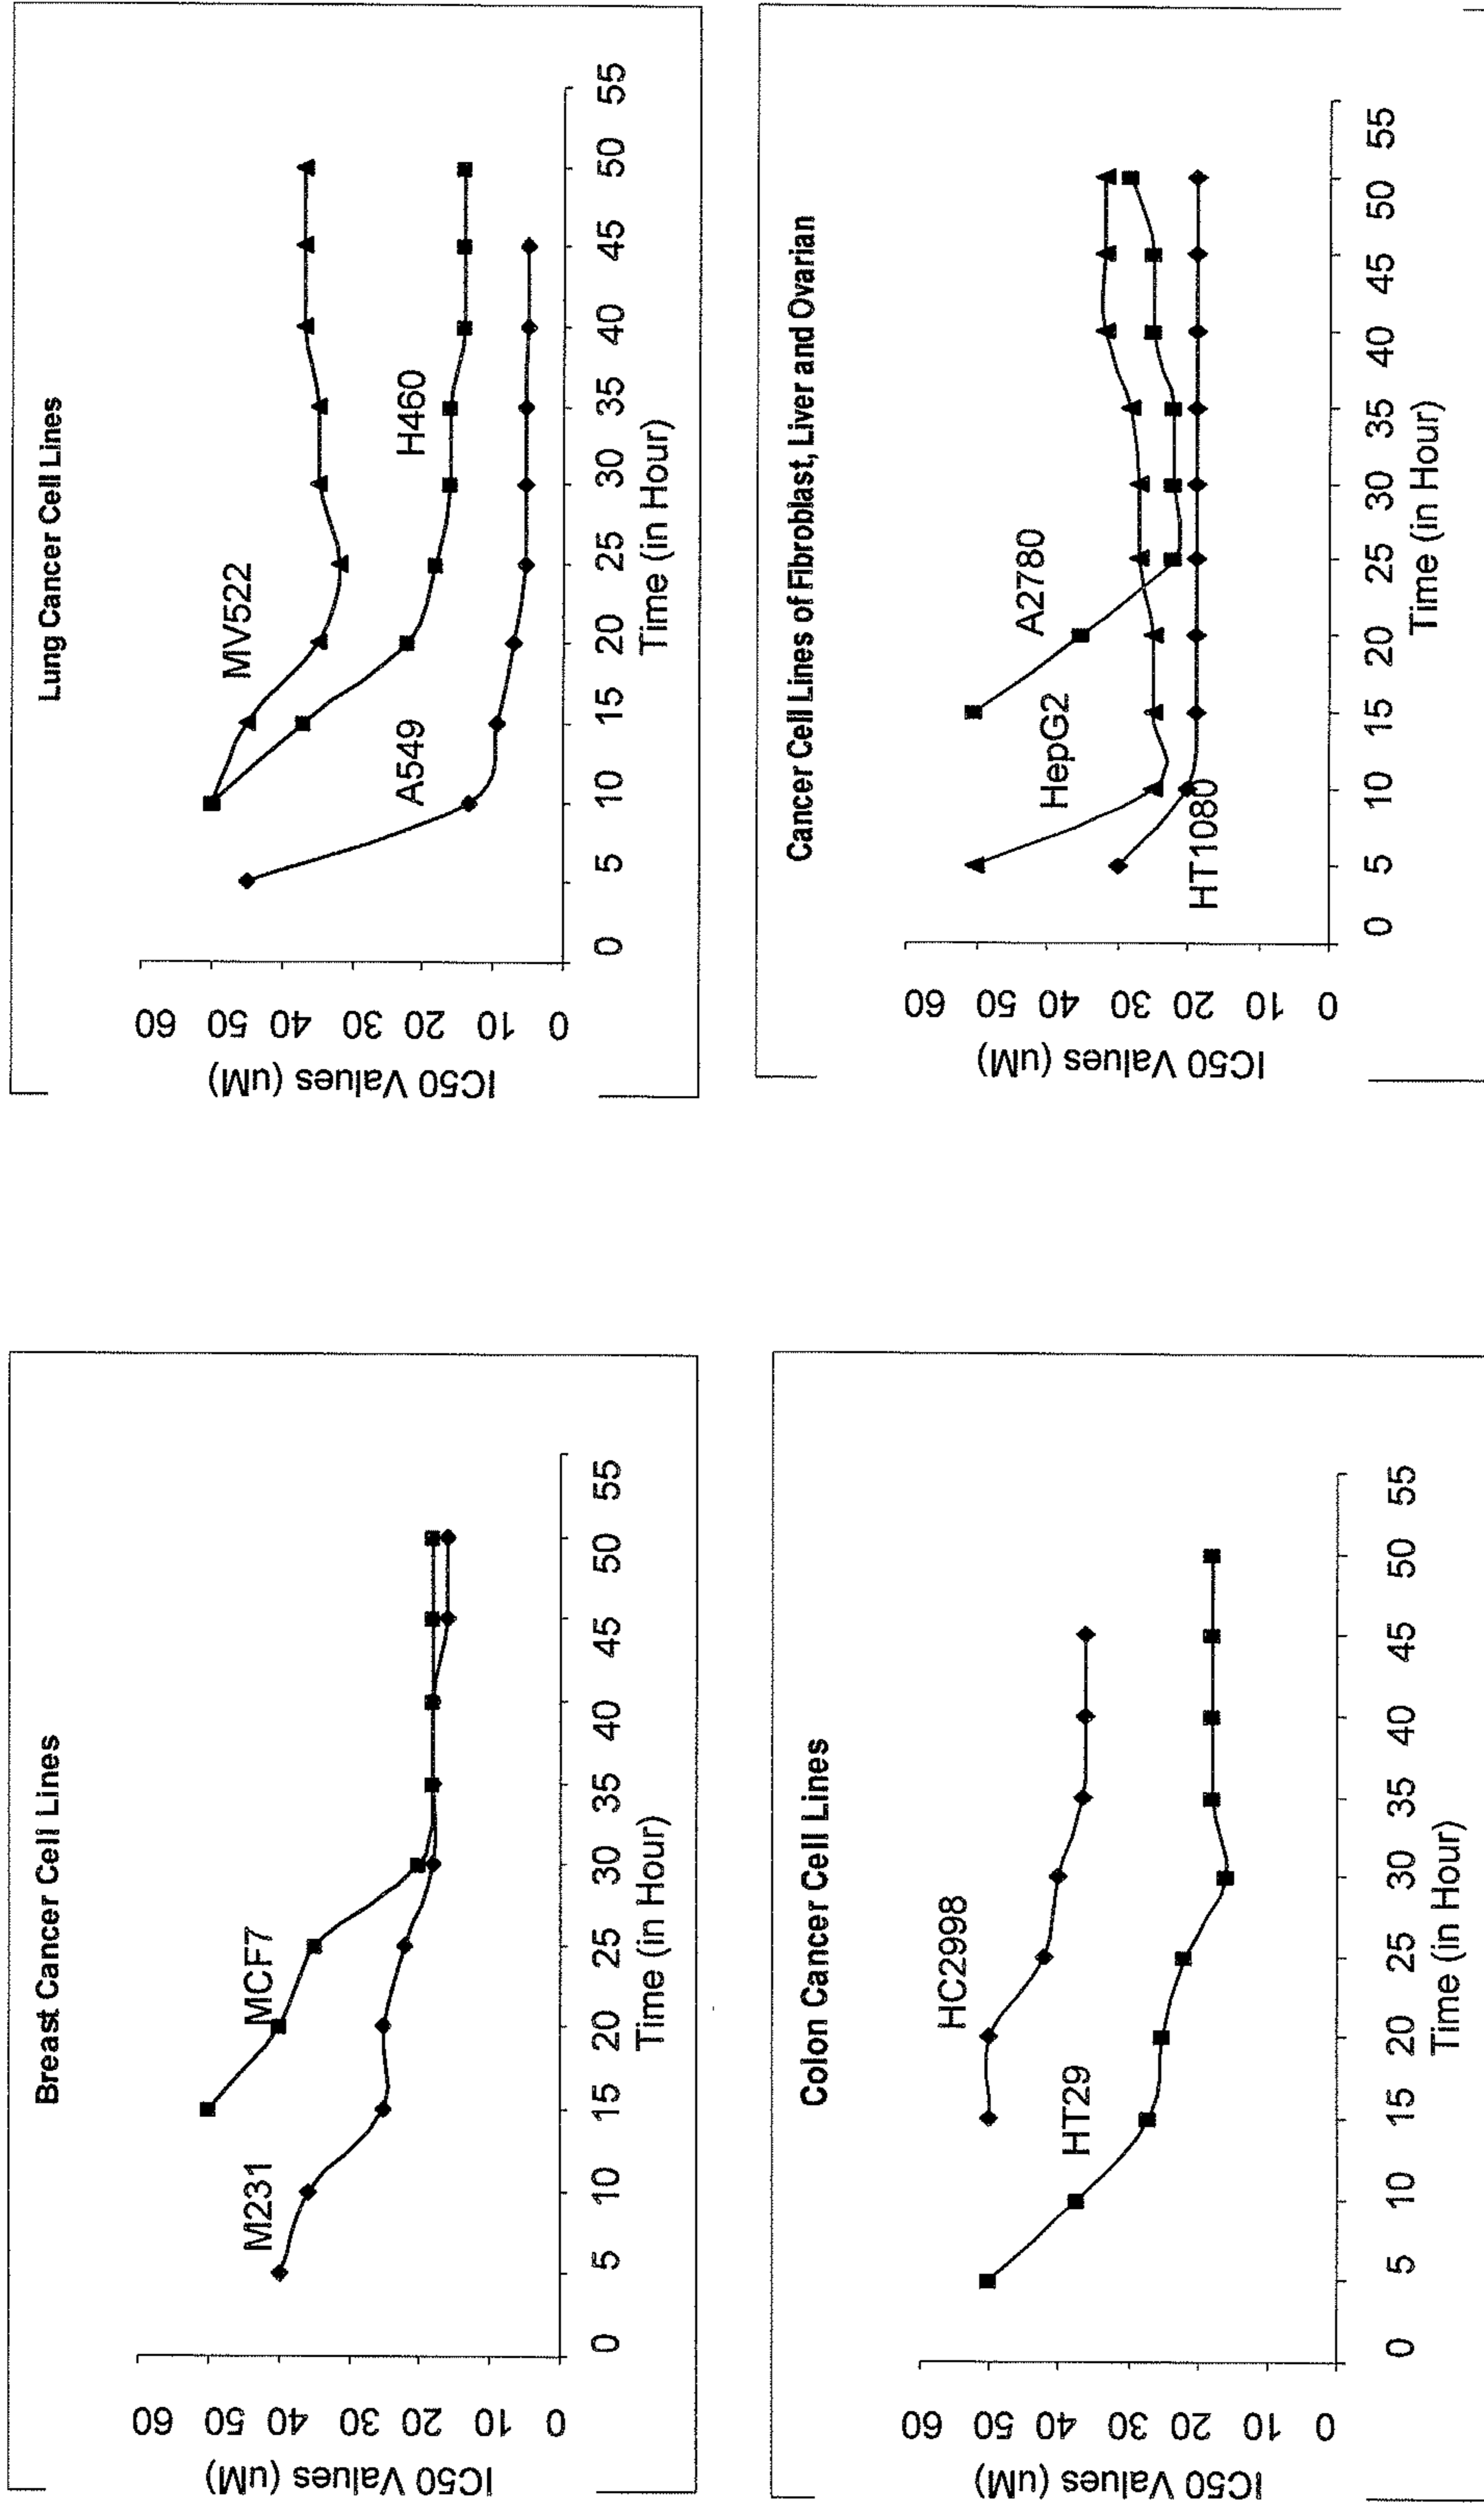 Breast Cancer Cell Lines
IC50 Values (uM)
60
50
40
30
20
10
0
M231
MCF7
0 5 10 15 20 25 30 35 40 45 50 55
Time (in Hour)
Lung Cancer Cell Lines
IC50 Values (uM)
60
50
40
30
20
10
0
MV522
A549
H460
0 5 10 15 20 25 30 35 40 45 50 55
Time (in Hour)
Colon Cancer Cell Lines
IC50 Values (uM)
60
50
40
30
20
10
0
HC2998
HT29
0 5 10 15 20 25 30 35 40 45 50 55
Time (in Hour)
Cancer Cell Lines of Fibroblast, Liver and Ovarian
IC50 Values (uM)
60
50
40
30
20
10
0
A2780
HepG2
HT1080
0 5 10 15 20 25 30 35 40 45 50 55
Time (in Hour)